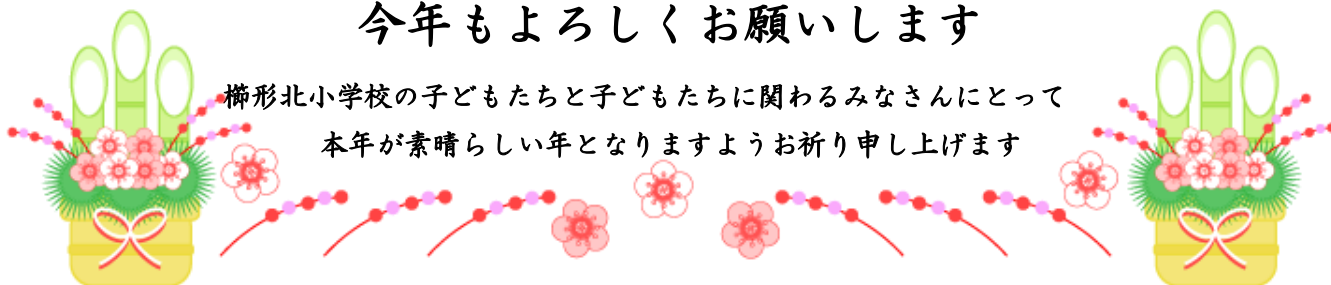 今年もよろしくお願いします
櫛形北小学校の子どもたちと子どもたちに関わるみなさんにとって
本年が素晴らしい年となりますようお祈り申し上げます